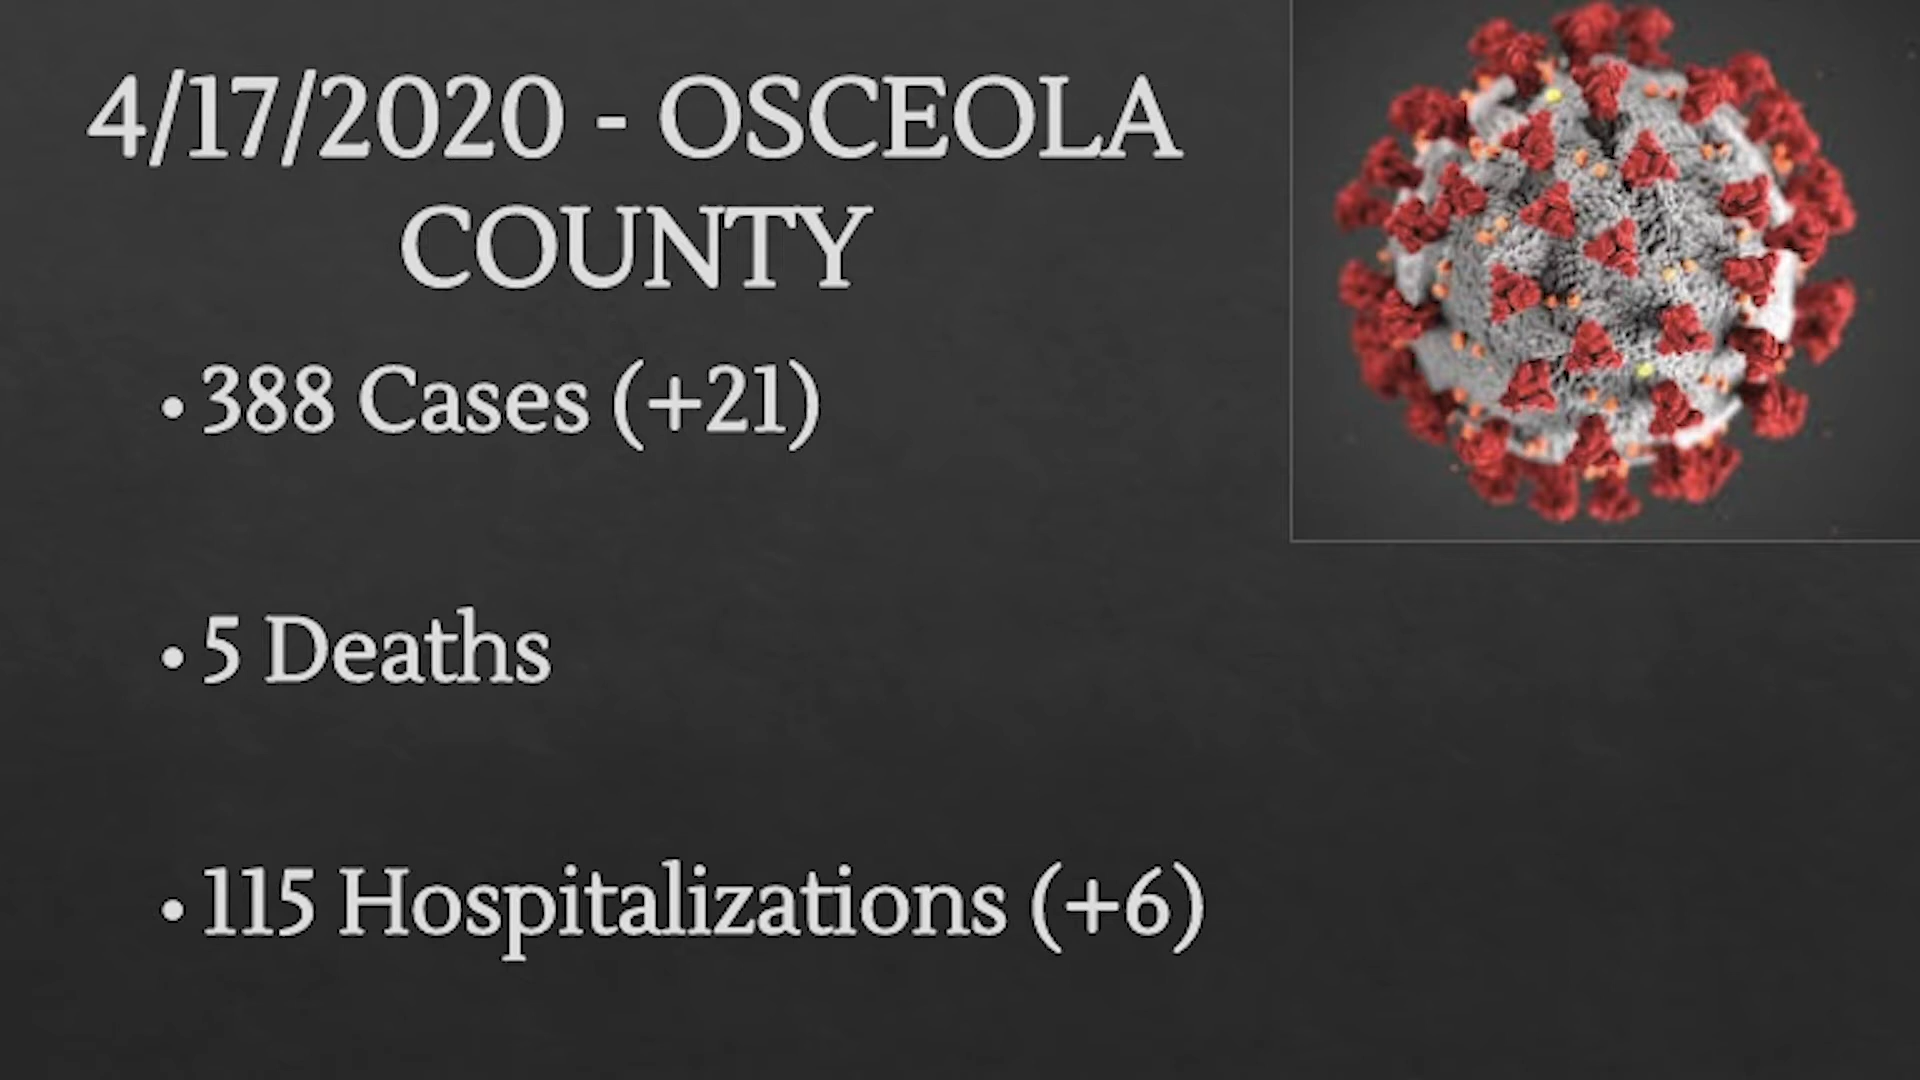 4/17/2020 - OSCEOLA
COUNTY
• 388 Cases (+21)
• 5 Deaths
• 115 Hospitalizations (+6)